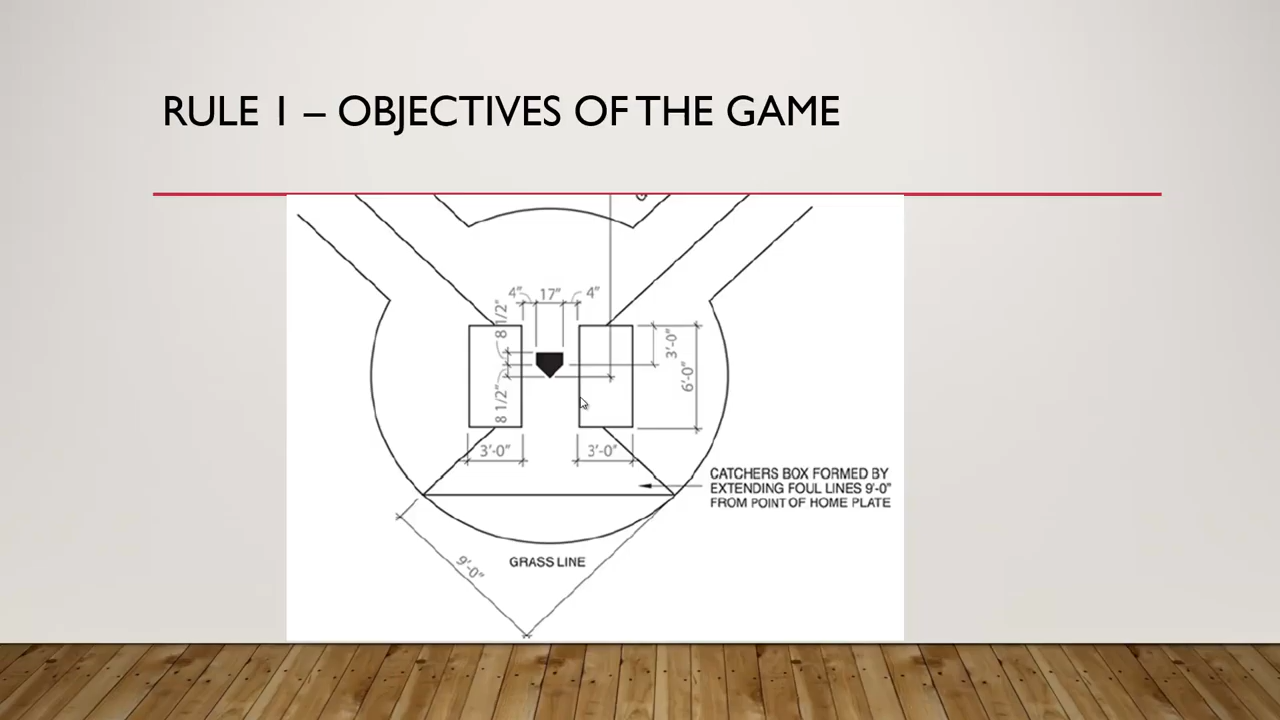 RULE 1 – OBJECTIVES OF THE GAME
4"
17"
4"
8 1/2"
8 1/2"
3'-0"
6'-0"
3'-0"
3'-0"
CATCHERS BOX FORMED BY
EXTENDING FOUL LINES 9'-0"
FROM POINT OF HOME PLATE
GRASS LINE
9'-0"